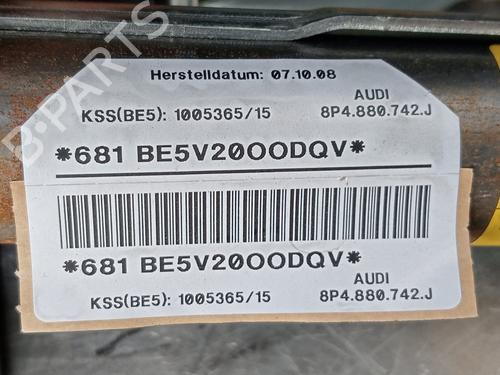 Herstelldatum: 07.10.08
KSS(BE5): 1005365/15
AUDI
8P4.880.742.J
*681 BE5V20OODQV*
*681 BE5V20OODQV*
KSS(BE5): 1005365/15
AUDI
8P4.880.742.J
B-PARTS